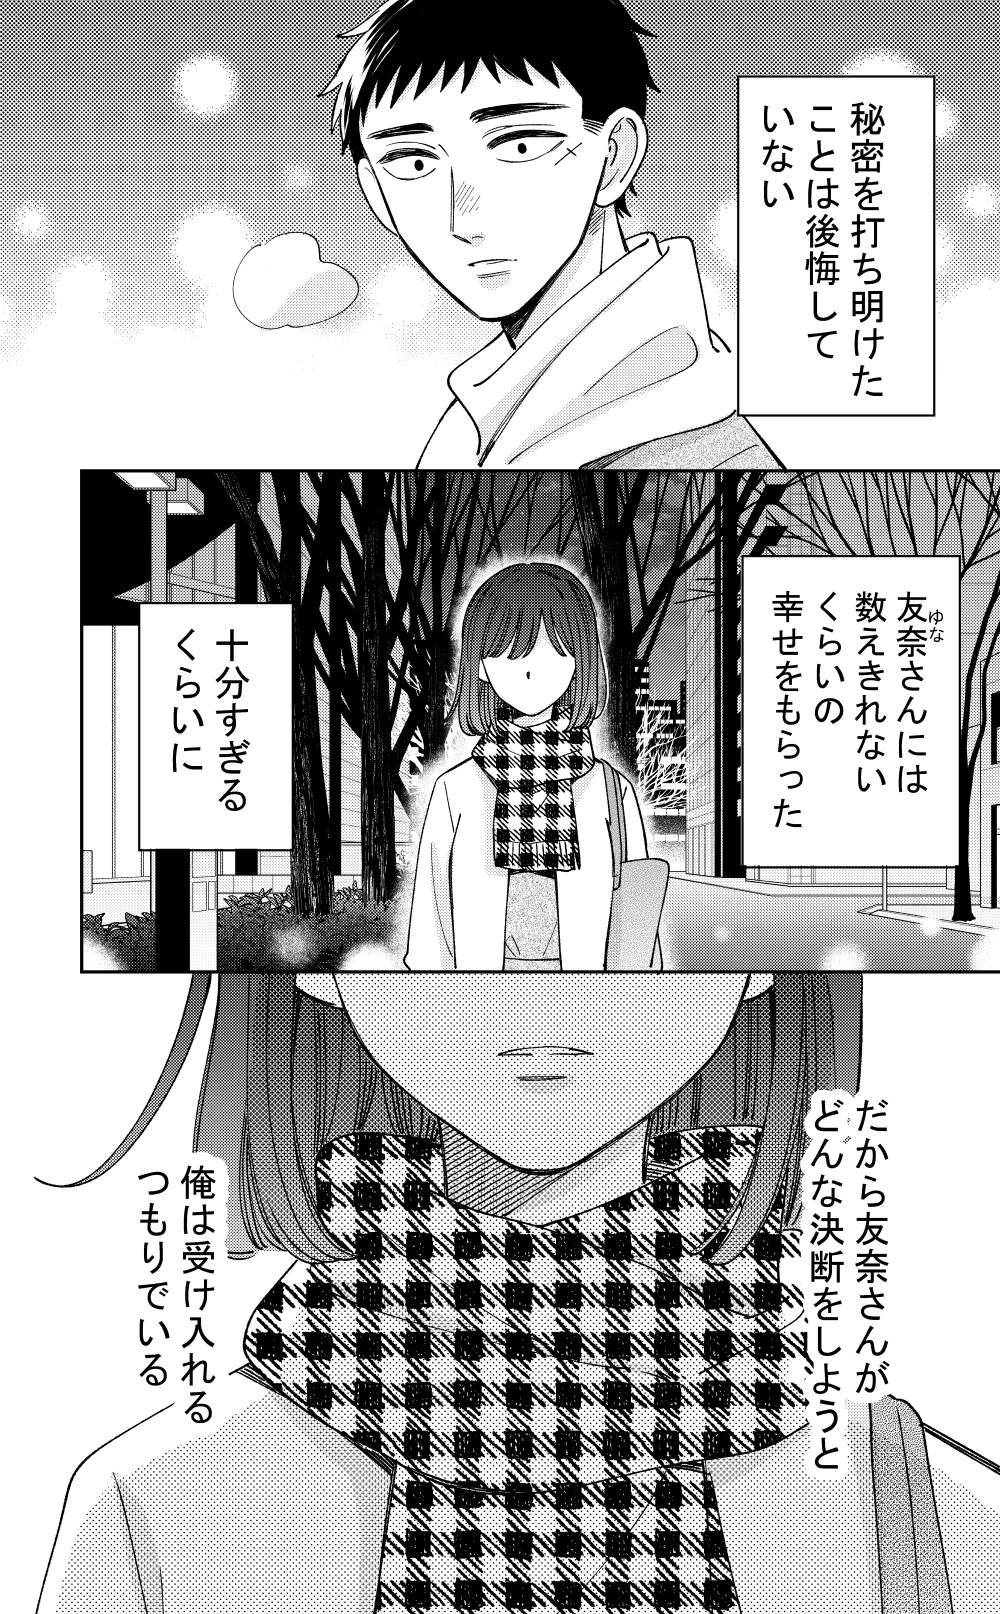 秘密を打ち明けた
ことは後悔して
いない
友奈さんには
ゆな
数えきれない
くらいの
幸せをもらった
十分すぎる
くらいに
だから友奈さんが
どんな決断をしようと
俺は受け入れる
つもりでいる